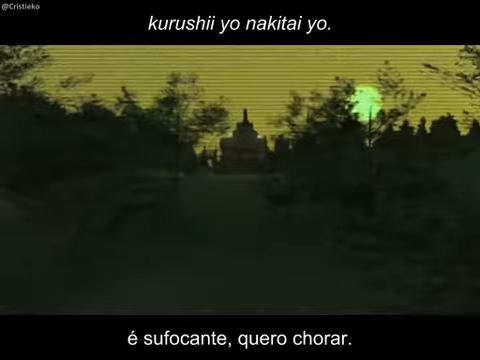 @Cristieko
kurushii yo nakitai yo.
é sufocante, quero chorar.